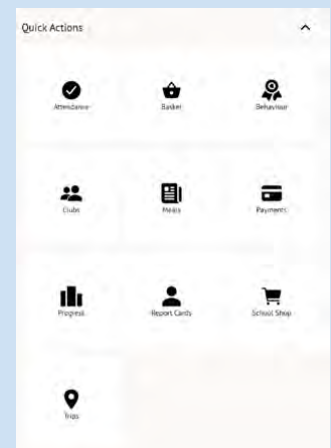 Quick Actions
Attendance
Basket
Behaviour
Clubs
Meals
Payments
Progress
Report Cards
School Shop
Trips